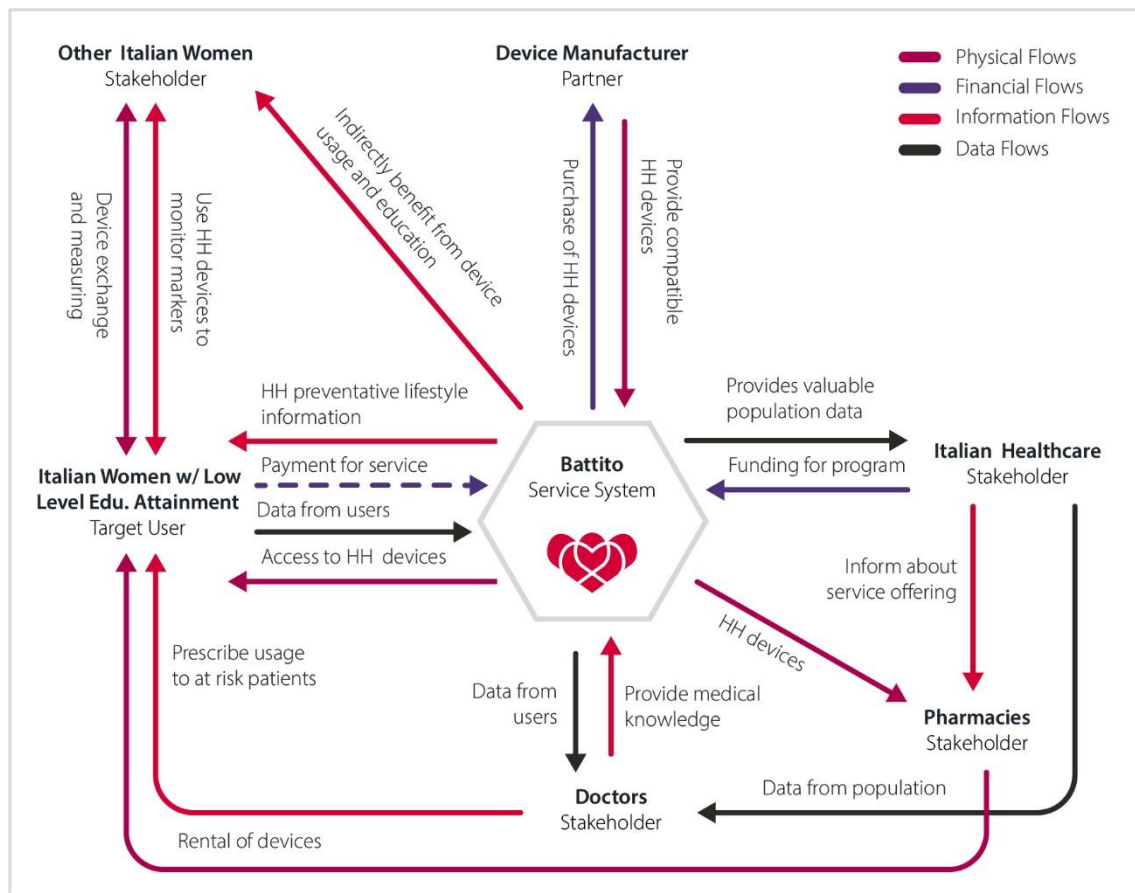 Other Italian Women
Stakeholder
Device Manufacturer
Partner
Physical Flows
Financial Flows
Information Flows
Data Flows
Device exchange
and measuring
Use HH devices to
monitor markers
Indirectly benefit from device
usage and education
Purchase of HH devices
Provide compatible
HH devices
HH preventative lifestyle
information
Provides valuable
population data
Italian Women w/ Low
Level Edu. Attainment
Target User
Payment for service
Data from users
Access to HH devices
Battito
Service System
Funding for program
Italian Healthcare
Stakeholder
Inform about
service offering
HH devices
Prescribe usage
to at risk patients
Data from
users
Provide medical
knowledge
Pharmacies
Stakeholder
Doctors
Stakeholder
Data from population
Rental of devices